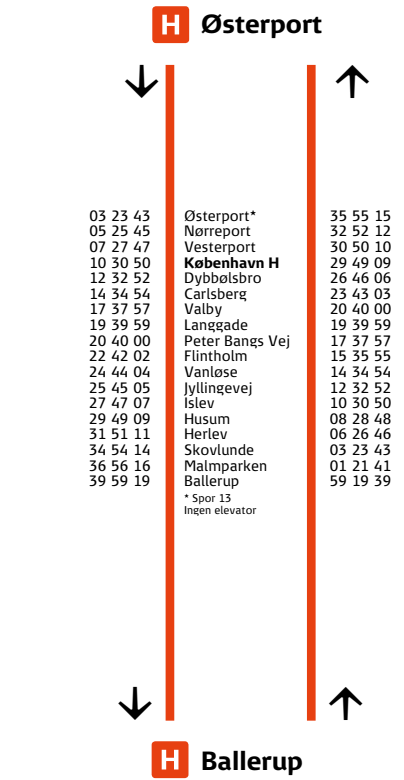 H Østerport
03 23 43 Østerport* 35 55 15
05 25 45 Nørreport 32 52 12
07 27 47 Vesterport 30 50 10
10 30 50 København H 29 49 09
12 32 52 Dybbølsbro 26 46 06
14 34 54 Carlsberg 23 43 03
17 37 57 Valby 20 40 00
19 39 59 Langgade 19 39 59
20 40 00 Peter Bangs Vej 17 37 57
22 42 02 Flintholm 15 35 55
24 44 04 Vanløse 14 34 54
25 45 05 Jyllingevej 12 32 52
27 47 07 Islev 10 30 50
29 49 09 Husum 08 28 48
31 51 11 Herlev 06 26 46
34 54 14 Skovlunde 03 23 43
36 56 16 Malmparken 01 21 41
39 59 19 Ballerup 59 19 39
* Spor 13
Ingen elevator
H Ballerup